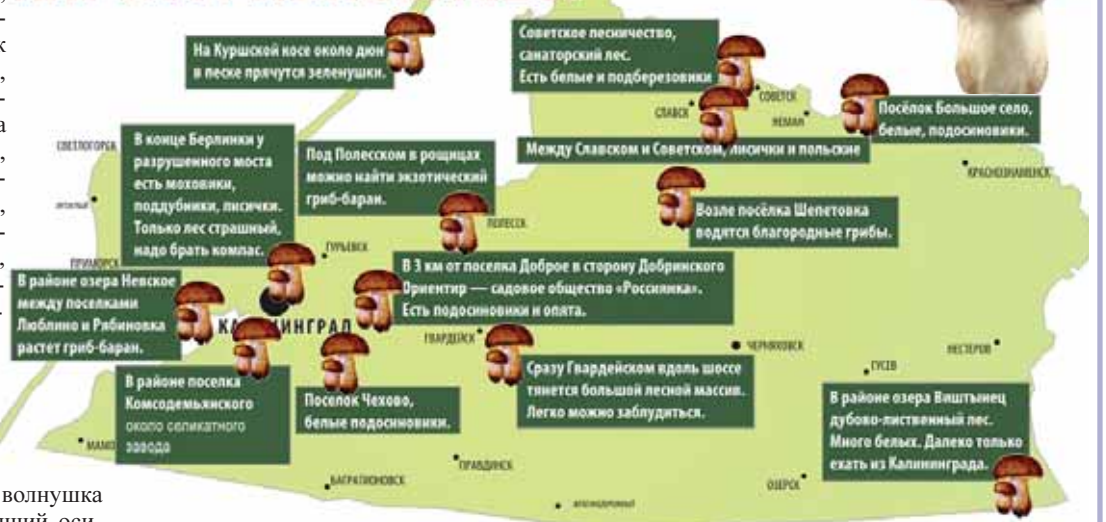 На Куршской косе около дюн
в песке прячутся зеленушки.
Советское лесничество,
санаторский лес.
Есть белые и подберезовики
СОВЕТСК
СЛАВСК
НЕМАН
Посёлок Большое село,
белые, подосиновики.
Между Славском и Советском, лисички и польские
КРАСНОЗНАМЕНСК
СВЕТЛОГОРСК
В конце Берлинки у
разрушенного моста
есть моховики,
поддубники, лисички.
Только лес страшный,
надо брать компас.
Под Полесском в рощицах
можно найти экзотический
гриб-баран.
ПОЛЕССК
Возле посёлка Шепетовка
водятся благородные грибы.
ГУРЬЕВСК
ПРИМОРСК
В районе озера Невское
между поселками
Люблино и Рябиновка
растет гриб-баран.
В 3 км от поселка Доброе в сторону Добринского
Ориентир — садовое общество «Россиянка».
Есть подосиновики и опята.
ГВАРДЕЙСК
ЧЕРНЯХОВСК
НЕСТЕРОВ
ГУСЕВ
Сразу Гвардейском вдоль шоссе
тянется большой лесной массив.
Легко можно заблудиться.
В районе поселка
Комсодемьянского
около селикатного
завода
Поселок Чехово,
белые подосиновики.
В районе озера Виштынец
дубово-лиственный лес.
Много белых. Далеко только
ехать из Калининграда.
ПРАВДИНСК
БАГРАТИОНОВСК
ОЗЕРСК
волнушка